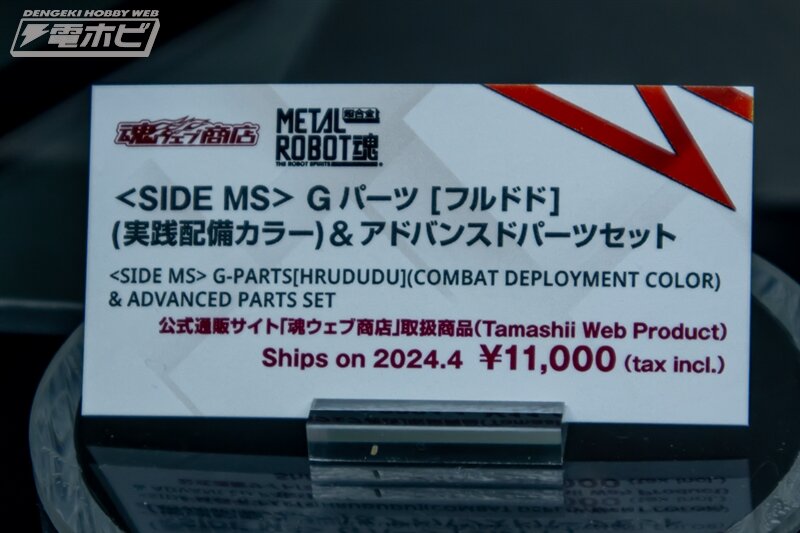 DENGEKI HOBBY WEB
電ホビ
魂ウェブ商店
METAL
ROBOT魂
超合金
THE ROBOT SPIRITS
<SIDE MS> G パーツ [フルドド]
(実践配備カラー)&アドバンスドパーツセット
<SIDE MS> G-PARTS[HRUDUDU](COMBAT DEPLOYMENT COLOR)
& ADVANCED PARTS SET
公式通販サイト「魂ウェブ商店」取扱商品(Tamashii Web Product)
Ships on 2024.4 ¥11,000 (tax incl.)